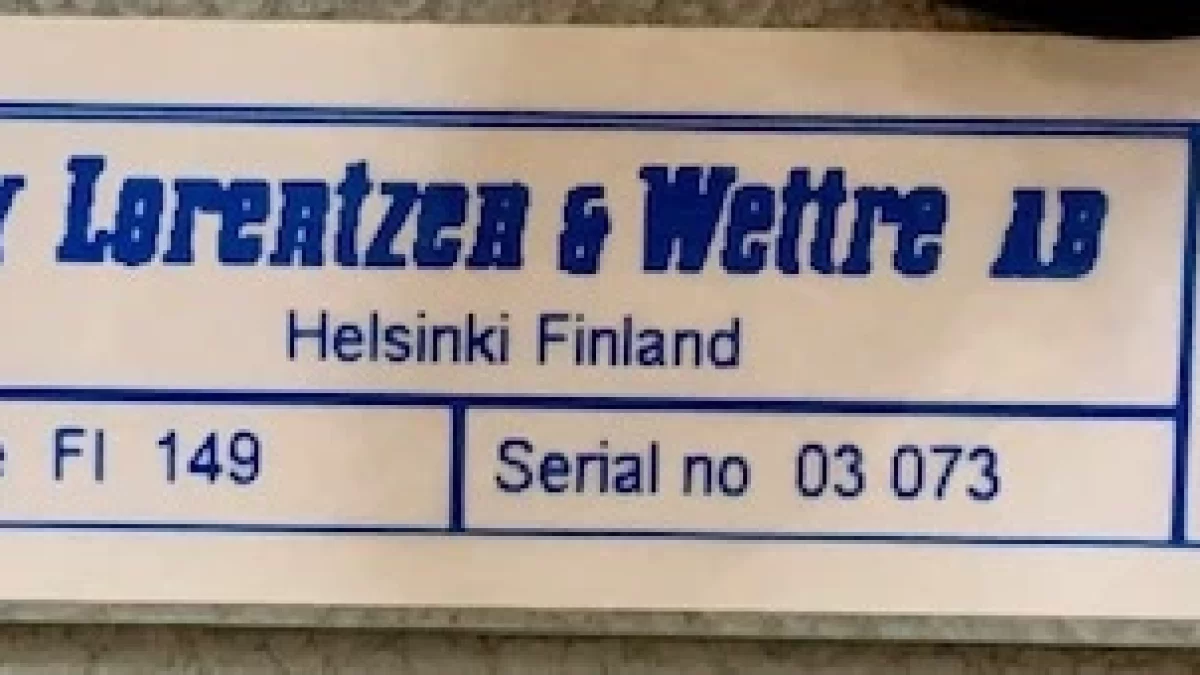 Lorentzen & Wettre AB
Helsinki Finland
FI 149
Serial no 03 073